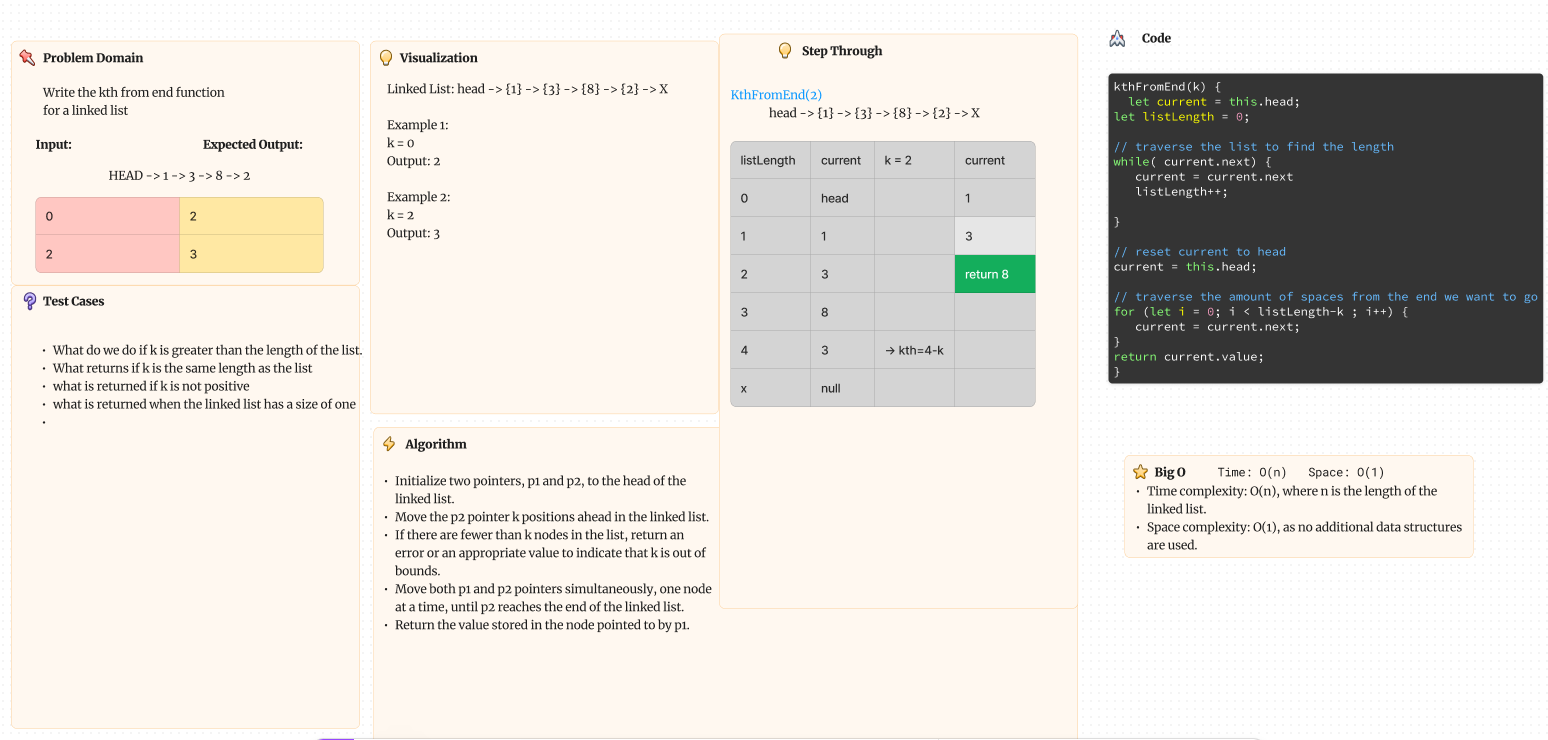 Problem Domain
Write the kth from end function
for a linked list
Input: Expected Output:
HEAD -> 1 -> 3 -> 8 -> 2
0 2
2 3
Test Cases
• What do we do if k is greater than the length of the list.
• What returns if k is the same length as the list
• what is returned if k is not positive
• what is returned when the linked list has a size of one
•
Visualization
Linked List: head -> {1} -> {3} -> {8} -> {2} -> X
Example 1:
k = 0
Output: 2
Example 2:
k = 2
Output: 3
Algorithm
• Initialize two pointers, p1 and p2, to the head of the
linked list.
• Move the p2 pointer k positions ahead in the linked list.
• If there are fewer than k nodes in the list, return an
error or an appropriate value to indicate that k is out of
bounds.
• Move both p1 and p2 pointers simultaneously, one node
at a time, until p2 reaches the end of the linked list.
• Return the value stored in the node pointed to by p1.
Step Through
KthFromEnd(2)
head -> {1} -> {3} -> {8} -> {2} -> X
listLength current k = 2 current
0 head 1
1 1 3
2 3 return 8
3 8
4 3 → kth=4-k
x null
Code
kthFromEnd(k) {
let current = this.head;
let listLength = 0;
// traverse the list to find the length
while( current.next) {
current = current.next
listLength++;
}
// reset current to head
current = this.head;
// traverse the amount of spaces from the end we want to go
for (let i = 0; i < listLength-k ; i++) {
current = current.next;
}
return current.value;
}
Big O Time: O(n) Space: O(1)
• Time complexity: O(n), where n is the length of the
linked list.
• Space complexity: O(1), as no additional data structures
are used.